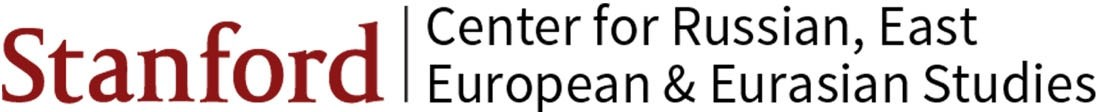 Stanford
Center for Russian, East
European & Eurasian Studies